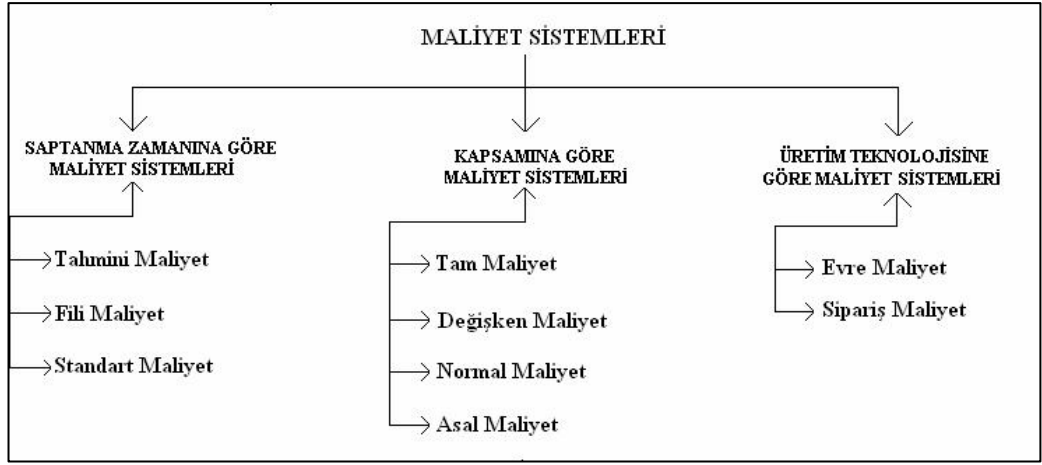 MALİYET SİSTEMLERİ
SAPTANMA ZAMANINA GÖRE
MALİYET SİSTEMLERİ
Tahmini Maliyet
Fili Maliyet
Standart Maliyet
KAPSAMINA GÖRE
MALİYET SİSTEMLERİ
Tam Maliyet
Değişken Maliyet
Normal Maliyet
Asal Maliyet
ÜRETİM TEKNOLOJİSİNE
GÖRE MALİYET SİSTEMLERİ
Evre Maliyet
Sipariş Maliyet